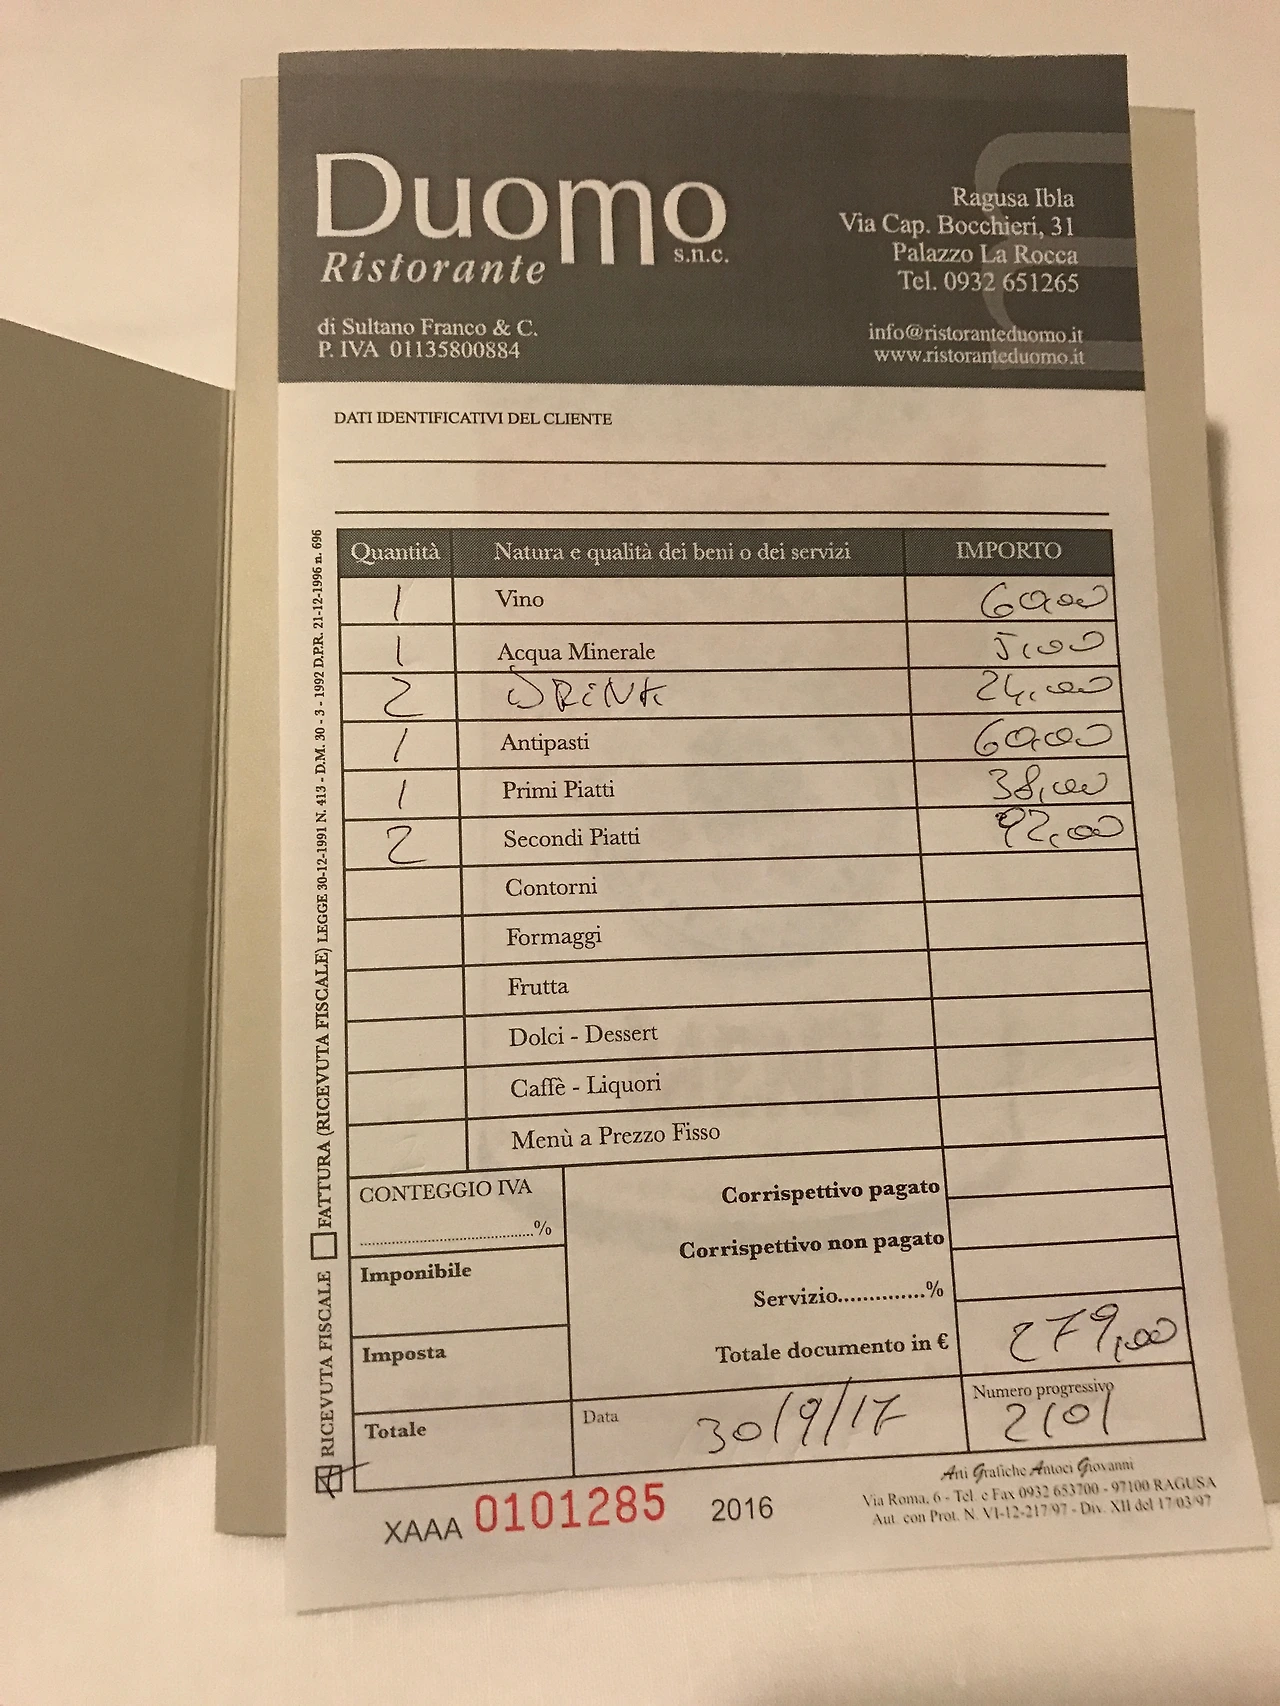 Duomo s.n.c.
Ristorante
di Sultano Franco & C.
P. IVA 01135800884
Ragusa Ibla
Via Cap. Bocchieri, 31
Palazzo La Rocca
Tel. 0932 651265
info@ristoranteduomo.it
www.ristoranteduomo.it
DATI IDENTIFICATIVI DEL CLIENTE
Quantità Natura e qualità dei beni o dei servizi IMPORTO
1 Vino 60,00
1 Acqua Minerale 5,00
2 DRINK 24,00
1 Antipasti 60,00
1 Primi Piatti 38,00
2 Secondi Piatti 92,00
Contorni
Formaggi
Frutta
Dolci - Dessert
Caffè - Liquori
Menù a Prezzo Fisso
CONTEGGIO IVA
....................................%
Imponibile
Imposta
Totale
Corrispettivo pagato
Corrispettivo non pagato
Servizio..............%
Totale documento in € 279,00
Data 30/9/17
Numero progressivo
2101
RICEVUTA FISCALE FATTURA (RICEVUTA FISCALE) LEGGE 30-12-1991 N. 413 - D.M. 30 - 3 - 1992 D.P.R. 21-12-1996 n. 696
XAAA 0101285 2016
Arti Grafiche Antoci Giovanni
Via Roma, 6 - Tel. e Fax 0932 653700 - 97100 RAGUSA
Aut. con Prot. N. VI-12-217/97 - Div. XII del 17/03/97